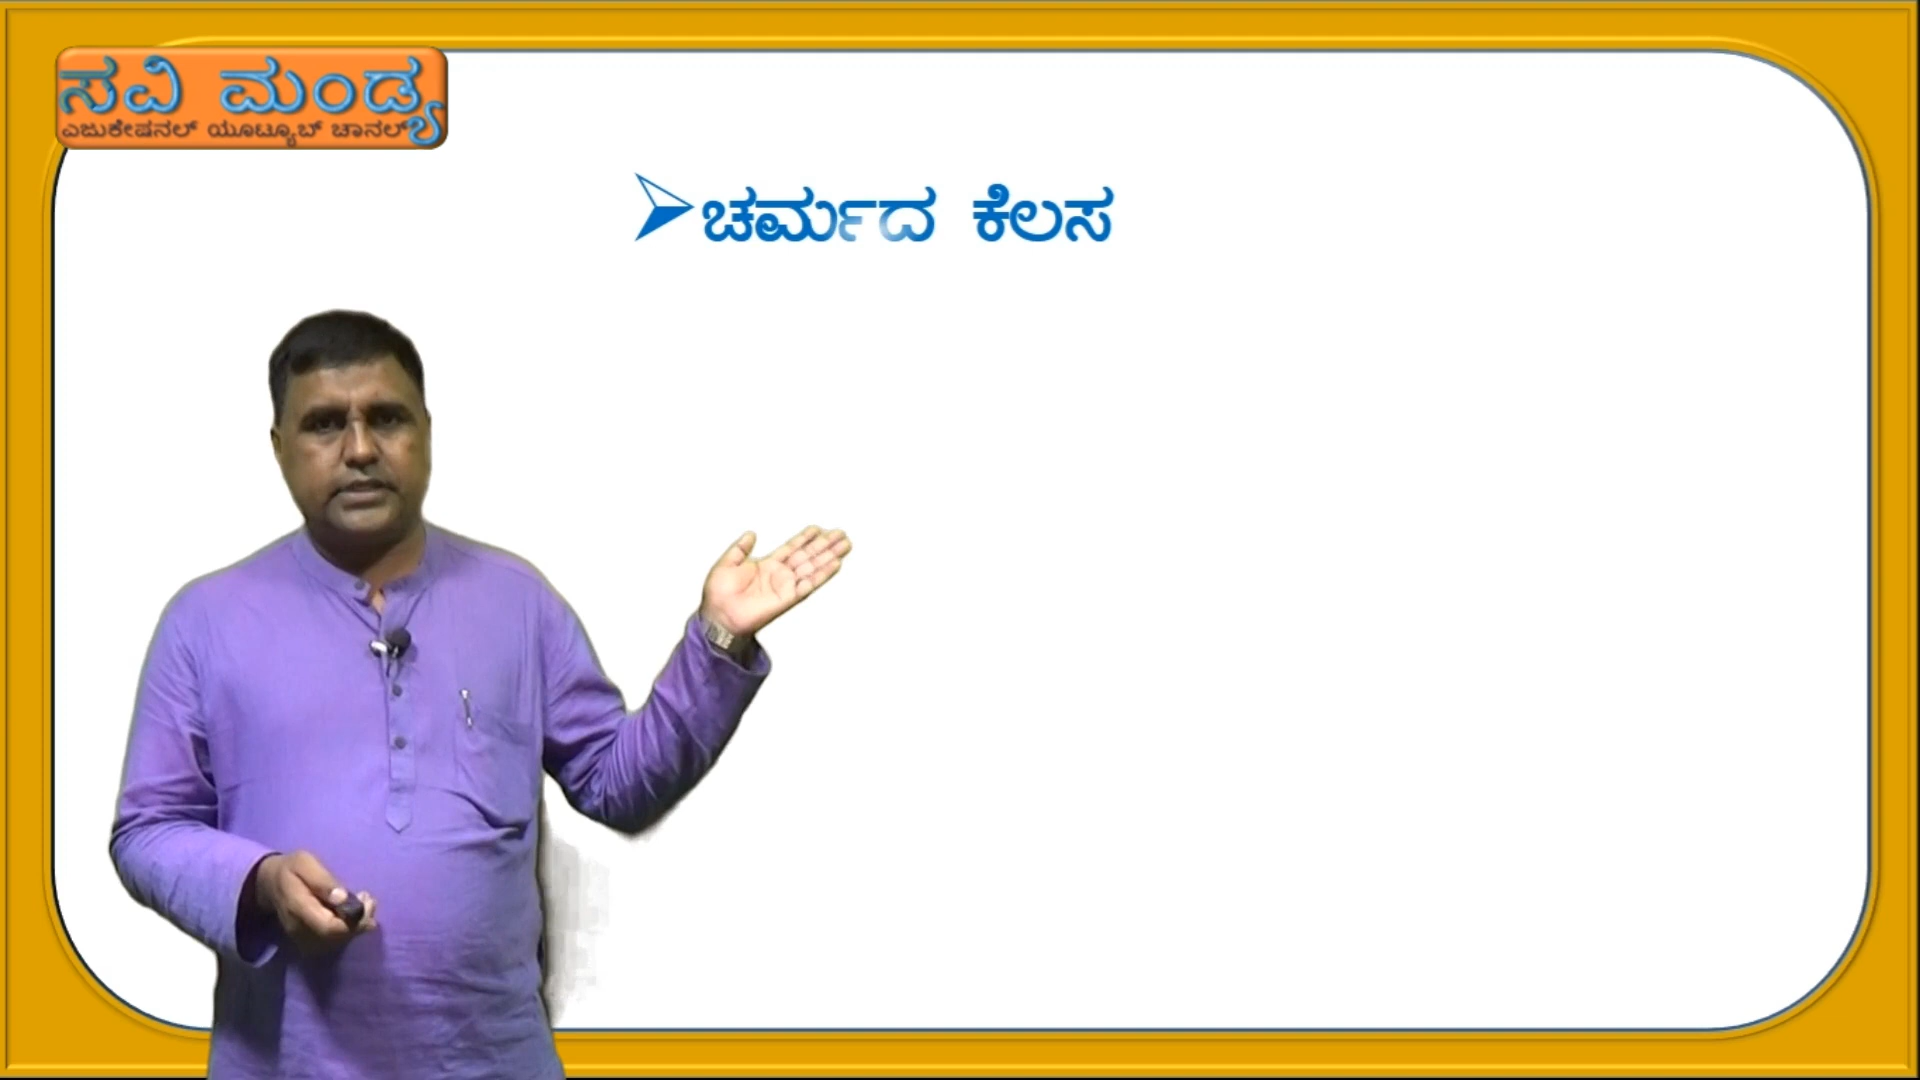 ಸವಿ ಮಂಡ್ಯ
ಎಜುಕೇಷನಲ್ ಯೂಟ್ಯೂಬ್ ಚಾನಲ್
ಚರ್ಮದ ಕೆಲಸ